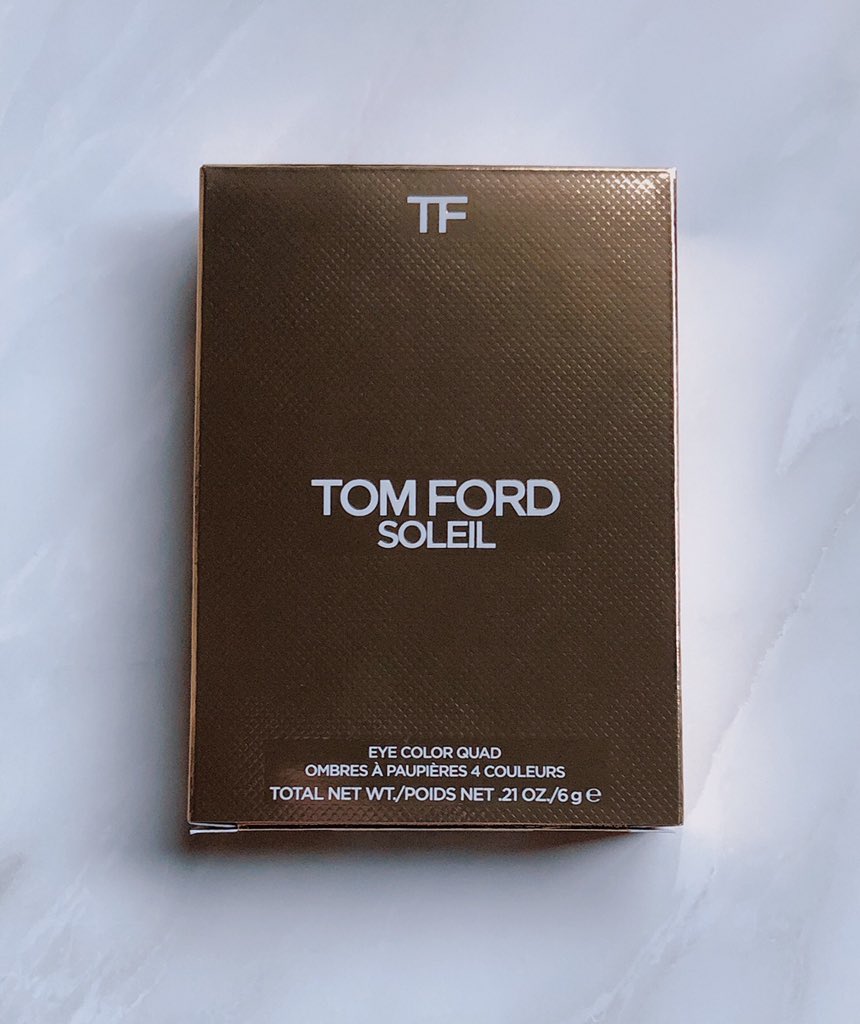 TF
TOM FORD
SOLEIL
EYE COLOR QUAD
OMBRES À PAUPIÈRES 4 COULEURS
TOTAL NET WT./POIDS NET .21 OZ./6 g ℮